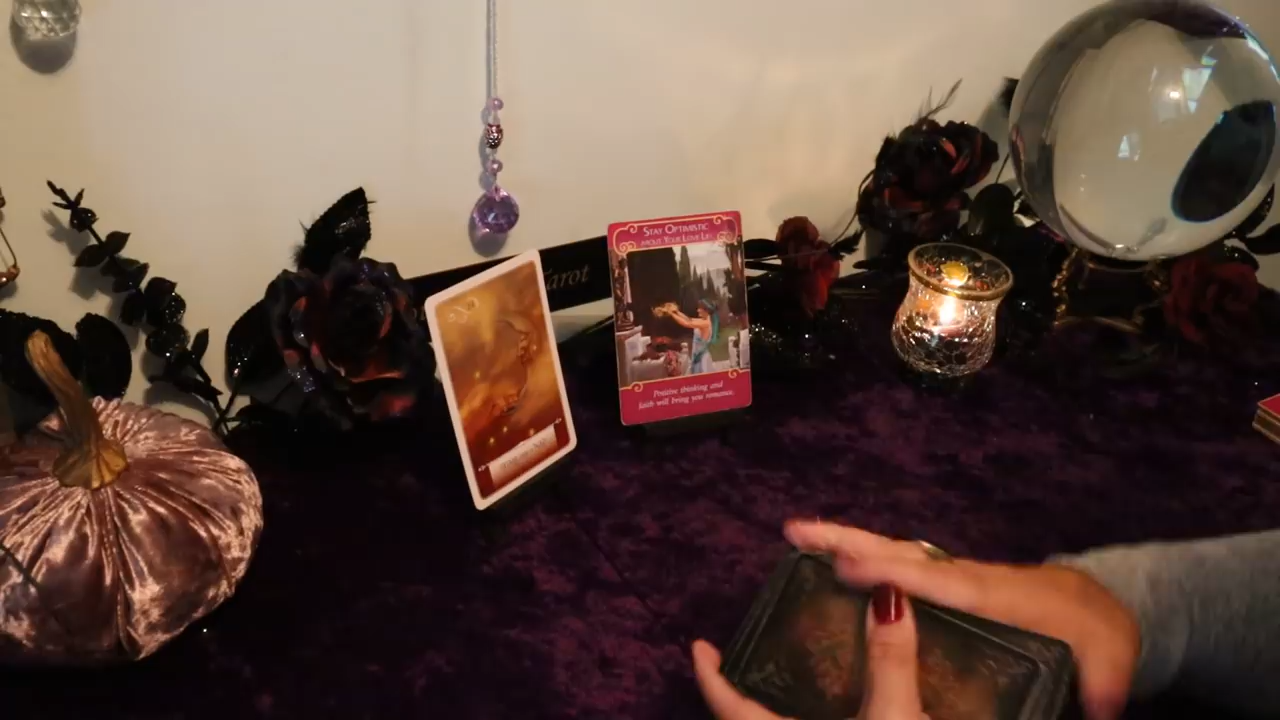 Tarot
STAY OPTIMISTIC
ABOUT YOUR LOVE LIFE
Positive thinking and
faith will bring you romance.